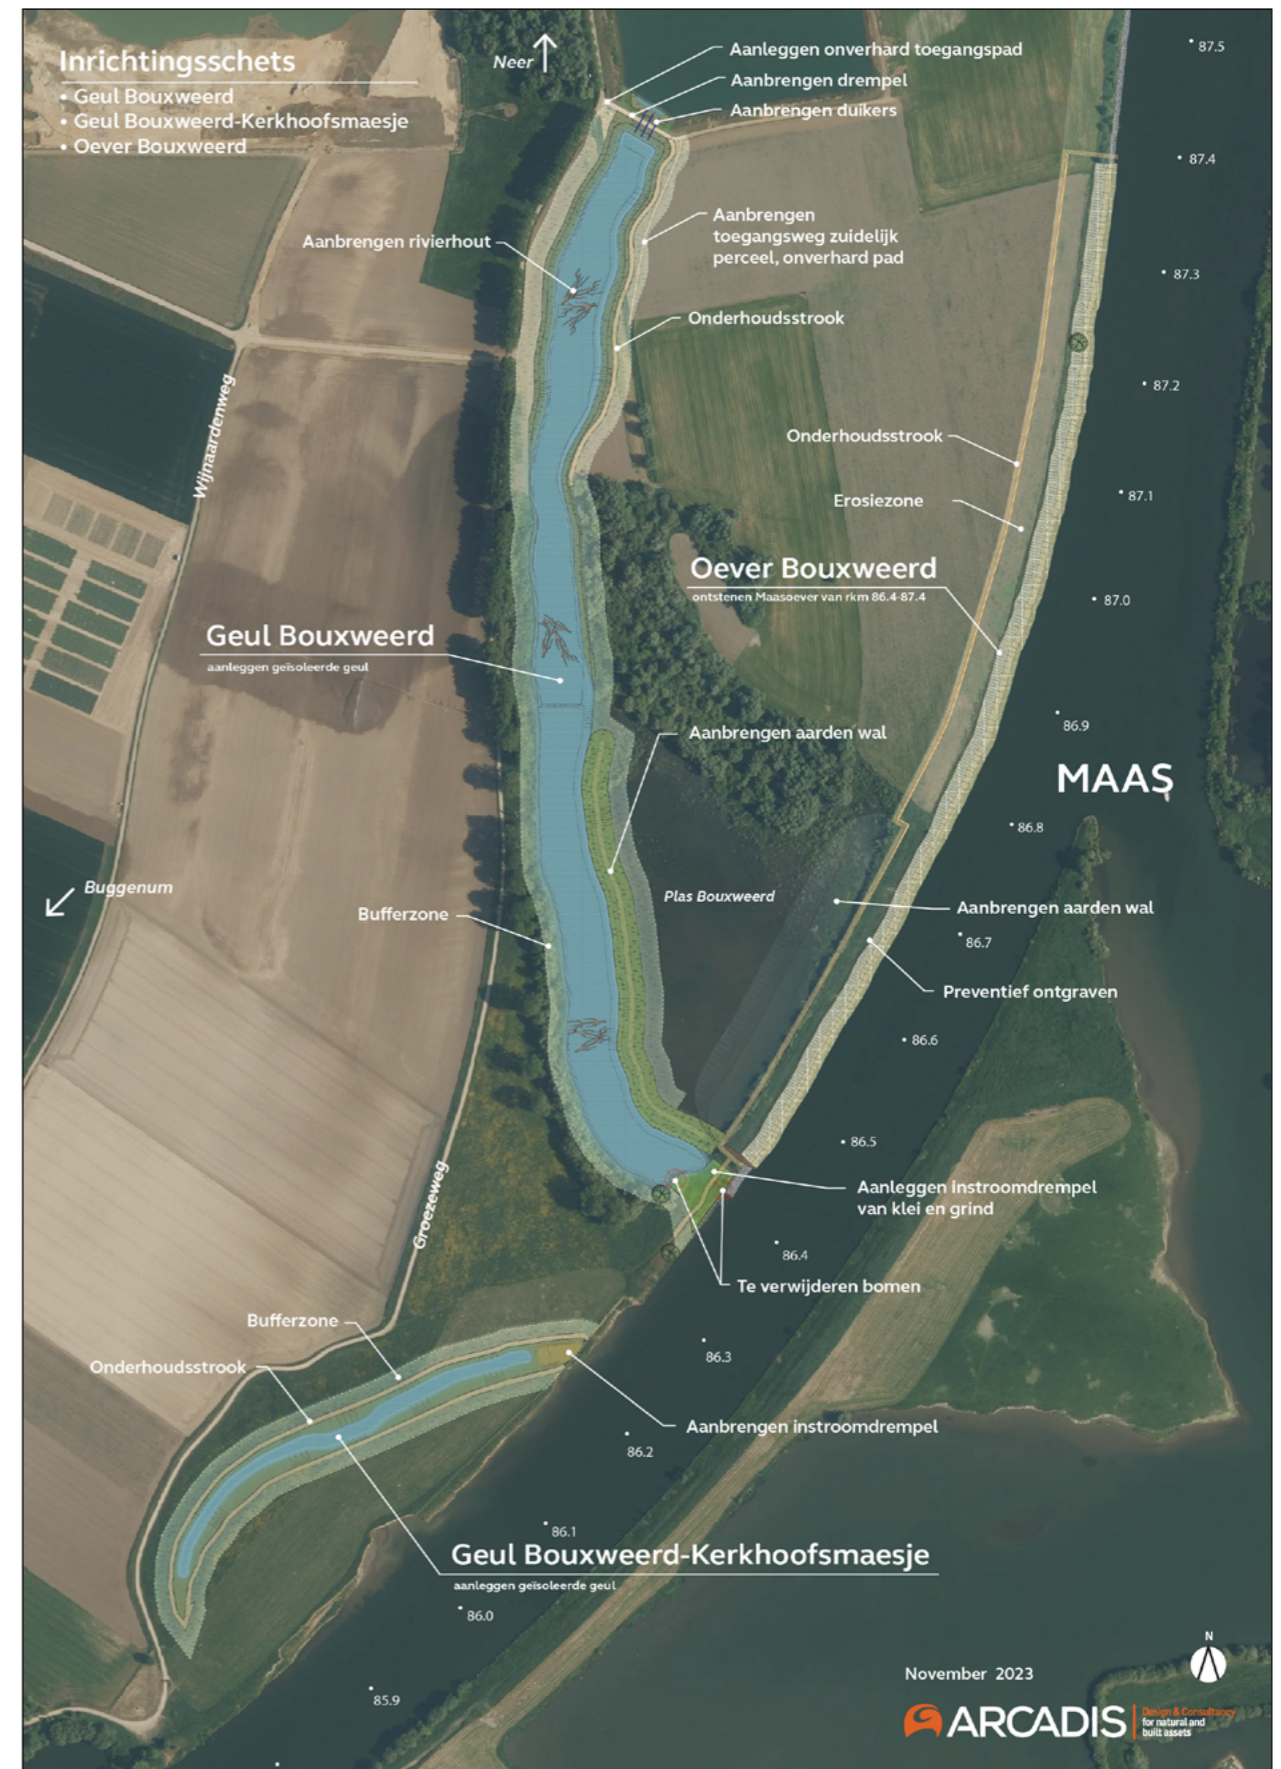 Inrichtingsschets
• Geul Bouxweerd
• Geul Bouxweerd-Kerkhoofsmaesje
• Oever Bouxweerd
Neer
Aanleggen onverhard toegangspad
Aanbrengen drempel
Aanbrengen duikers
87.5
87.4
Aanbrengen
toegangsweg zuidelijk
perceel, onverhard pad
Aanbrengen rivierhout
87.3
Onderhoudsstrook
87.2
Wijnaardenweg
Onderhoudsstrook
87.1
Erosiezone
Oever Bouxweerd
ontstenen Maasoever van rkm 86.4-87.4
87.0
Geul Bouxweerd
aanleggen geïsoleerde geul
86.9
Aanbrengen aarden wal
MAAS
86.8
Buggenum
Plas Bouxweerd
Bufferzone
Aanbrengen aarden wal
86.7
Preventief ontgraven
86.6
86.5
Aanleggen instroomdrempel
van klei en grind
Groezeweg
86.4
Te verwijderen bomen
Bufferzone
86.3
Onderhoudsstrook
Aanbrengen instroomdrempel
86.2
86.1
Geul Bouxweerd-Kerkhoofsmaesje
aanleggen geïsoleerde geul
86.0
85.9
N
November 2023
ARCADIS
Design & Consultancy
for natural and
built assets